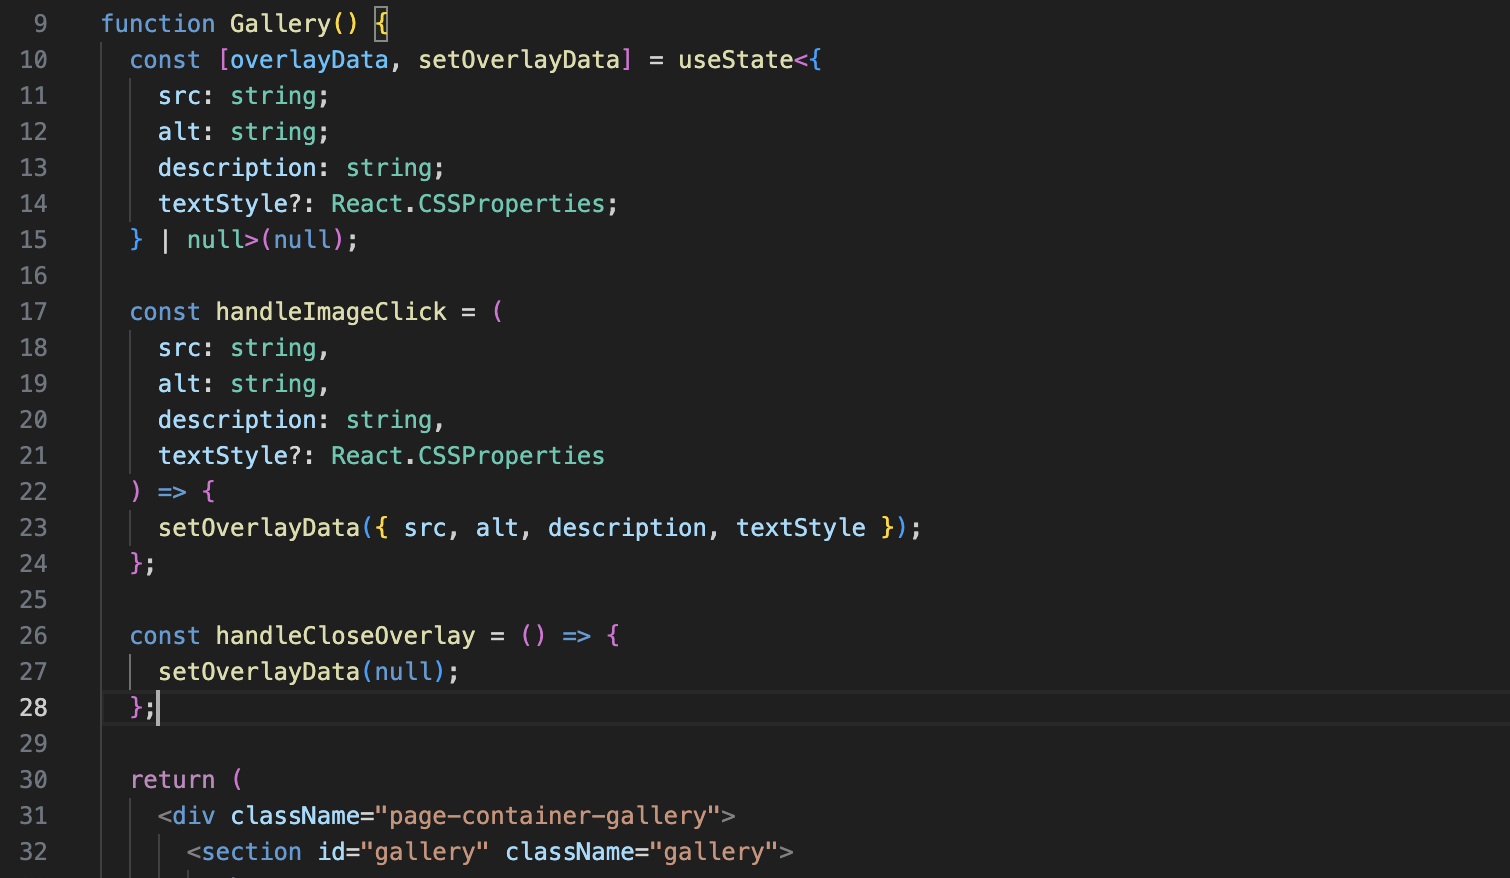 9 function Gallery() {
10 const [overlayData, setOverlayData] = useState<{
11 src: string;
12 alt: string;
13 description: string;
14 textStyle?: React.CSSProperties;
15 } | null>(null);
16
17 const handleImageClick = (
18 src: string,
19 alt: string,
20 description: string,
21 textStyle?: React.CSSProperties
22 ) => {
23 setOverlayData({ src, alt, description, textStyle });
24 };
25
26 const handleCloseOverlay = () => {
27 setOverlayData(null);
28 };
29
30 return (
31 <div className="page-container-gallery">
32 <section id="gallery" className="gallery">